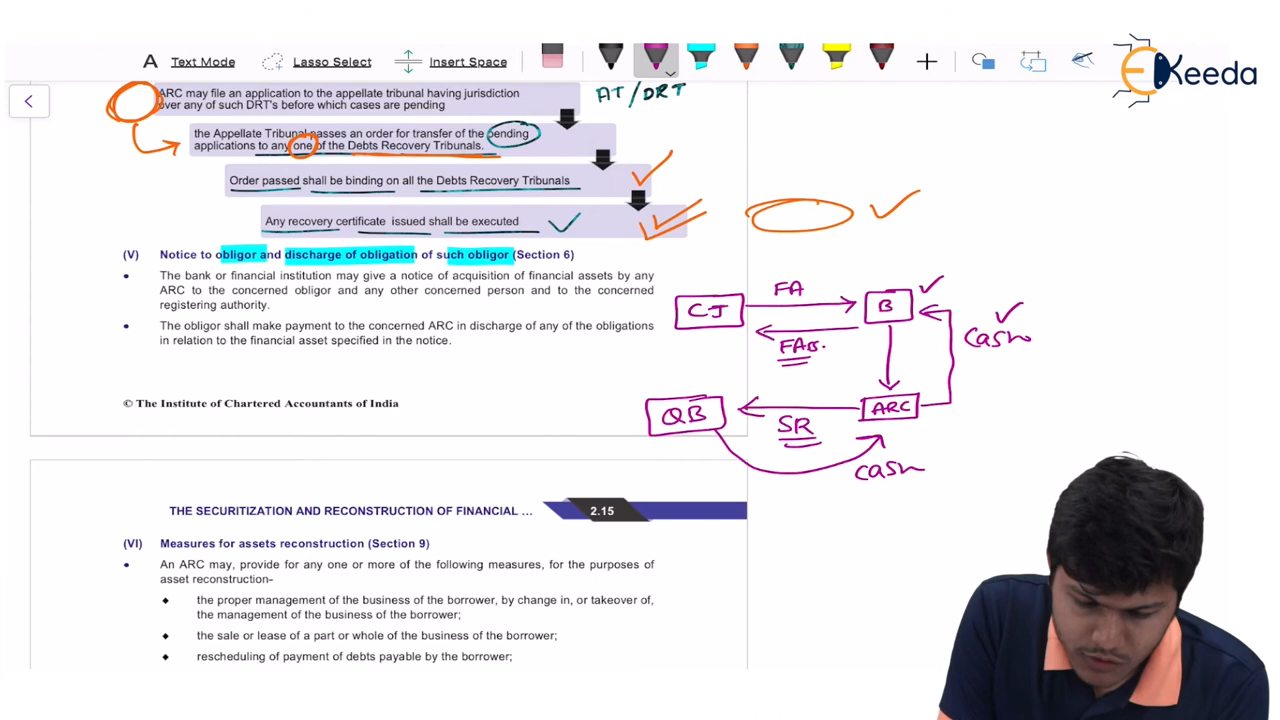 Text Mode
Lasso Select
Insert Space
EKeeda
ARC may file an application to the appellate tribunal having jurisdiction
over any of such DRT's before which cases are pending
AT/DRT
the Appellate Tribunal passes an order for transfer of the pending
applications to any one of the Debts Recovery Tribunals.
Order passed shall be binding on all the Debts Recovery Tribunals
Any recovery certificate issued shall be executed
(V) Notice to obligor and discharge of obligation of such obligor (Section 6)
• The bank or financial institution may give a notice of acquisition of financial assets by any
ARC to the concerned obligor and any other concerned person and to the concerned
registering authority.
• The obligor shall make payment to the concerned ARC in discharge of any of the obligations
in relation to the financial asset specified in the notice.
FA
CJ
B
FAB.
cash
ARC
QB
SR
cash
© The Institute of Chartered Accountants of India
THE SECURITIZATION AND RECONSTRUCTION OF FINANCIAL ... 2.15
(VI) Measures for assets reconstruction (Section 9)
• An ARC may, provide for any one or more of the following measures, for the purposes of
asset reconstruction-
♦ the proper management of the business of the borrower, by change in, or takeover of,
the management of the business of the borrower;
♦ the sale or lease of a part or whole of the business of the borrower;
♦ rescheduling of payment of debts payable by the borrower;